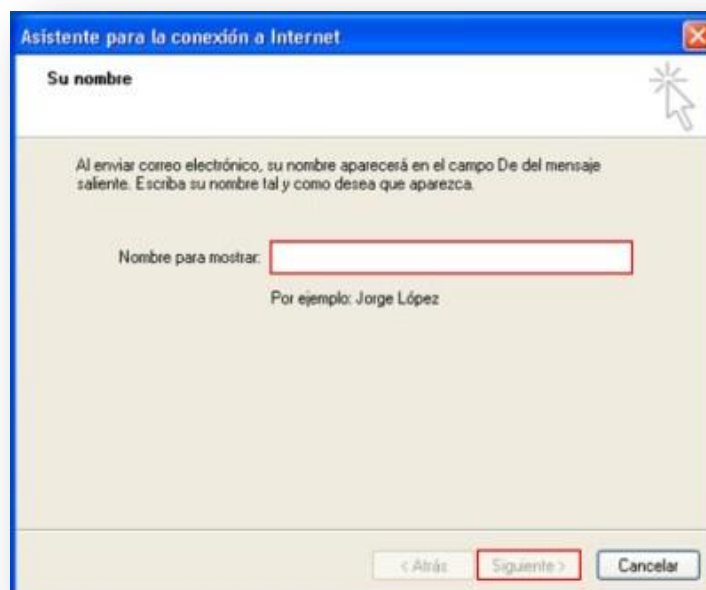 Asistente para la conexión a Internet
Su nombre
Al enviar correo electrónico, su nombre aparecerá en el campo De del mensaje
saliente. Escriba su nombre tal y como desea que aparezca.
Nombre para mostrar:
Por ejemplo: Jorge López
< Atrás Siguiente > Cancelar